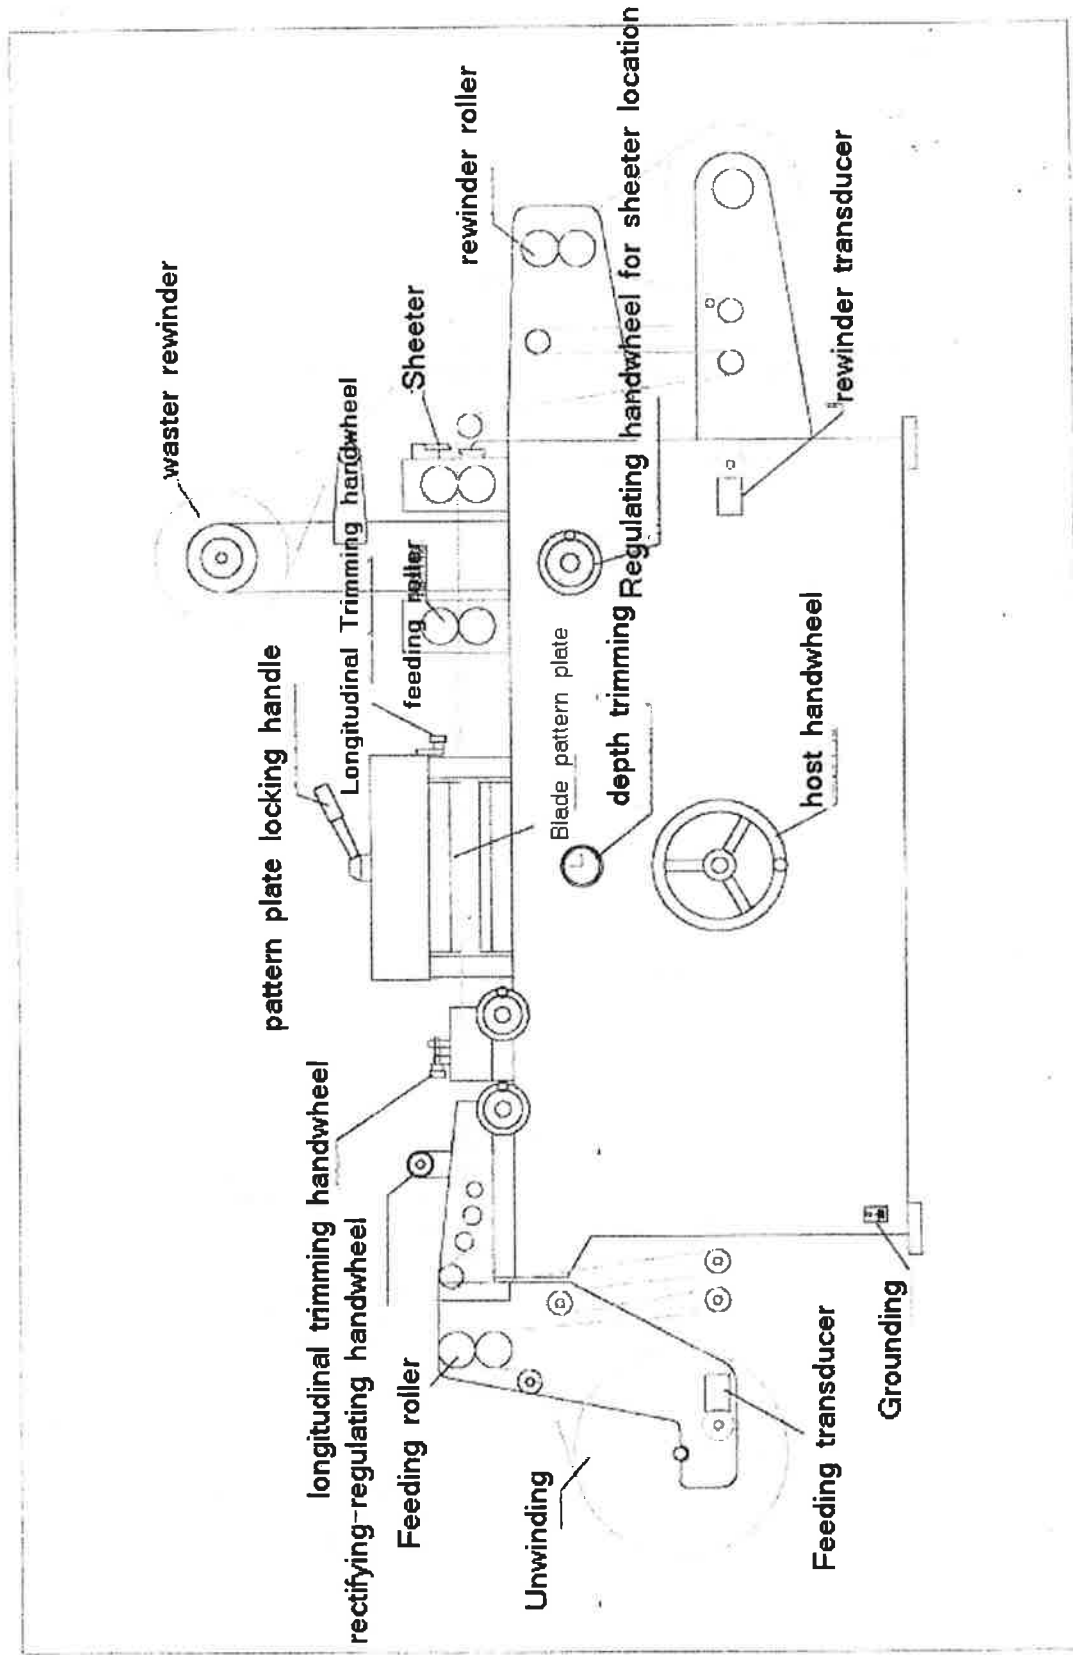 waster rewinder
pattern plate locking handle
Longitudinal Trimming handwheel
longitudinal trimming handwheel
rectifying-regulating handwheel
Feeding roller
feeding roller
Sheeter
rewinder roller
Unwinding
Blade pattern plate
depth trimming
Regulating handwheel for sheeter location
host handwheel
rewinder transducer
Feeding transducer
Grounding